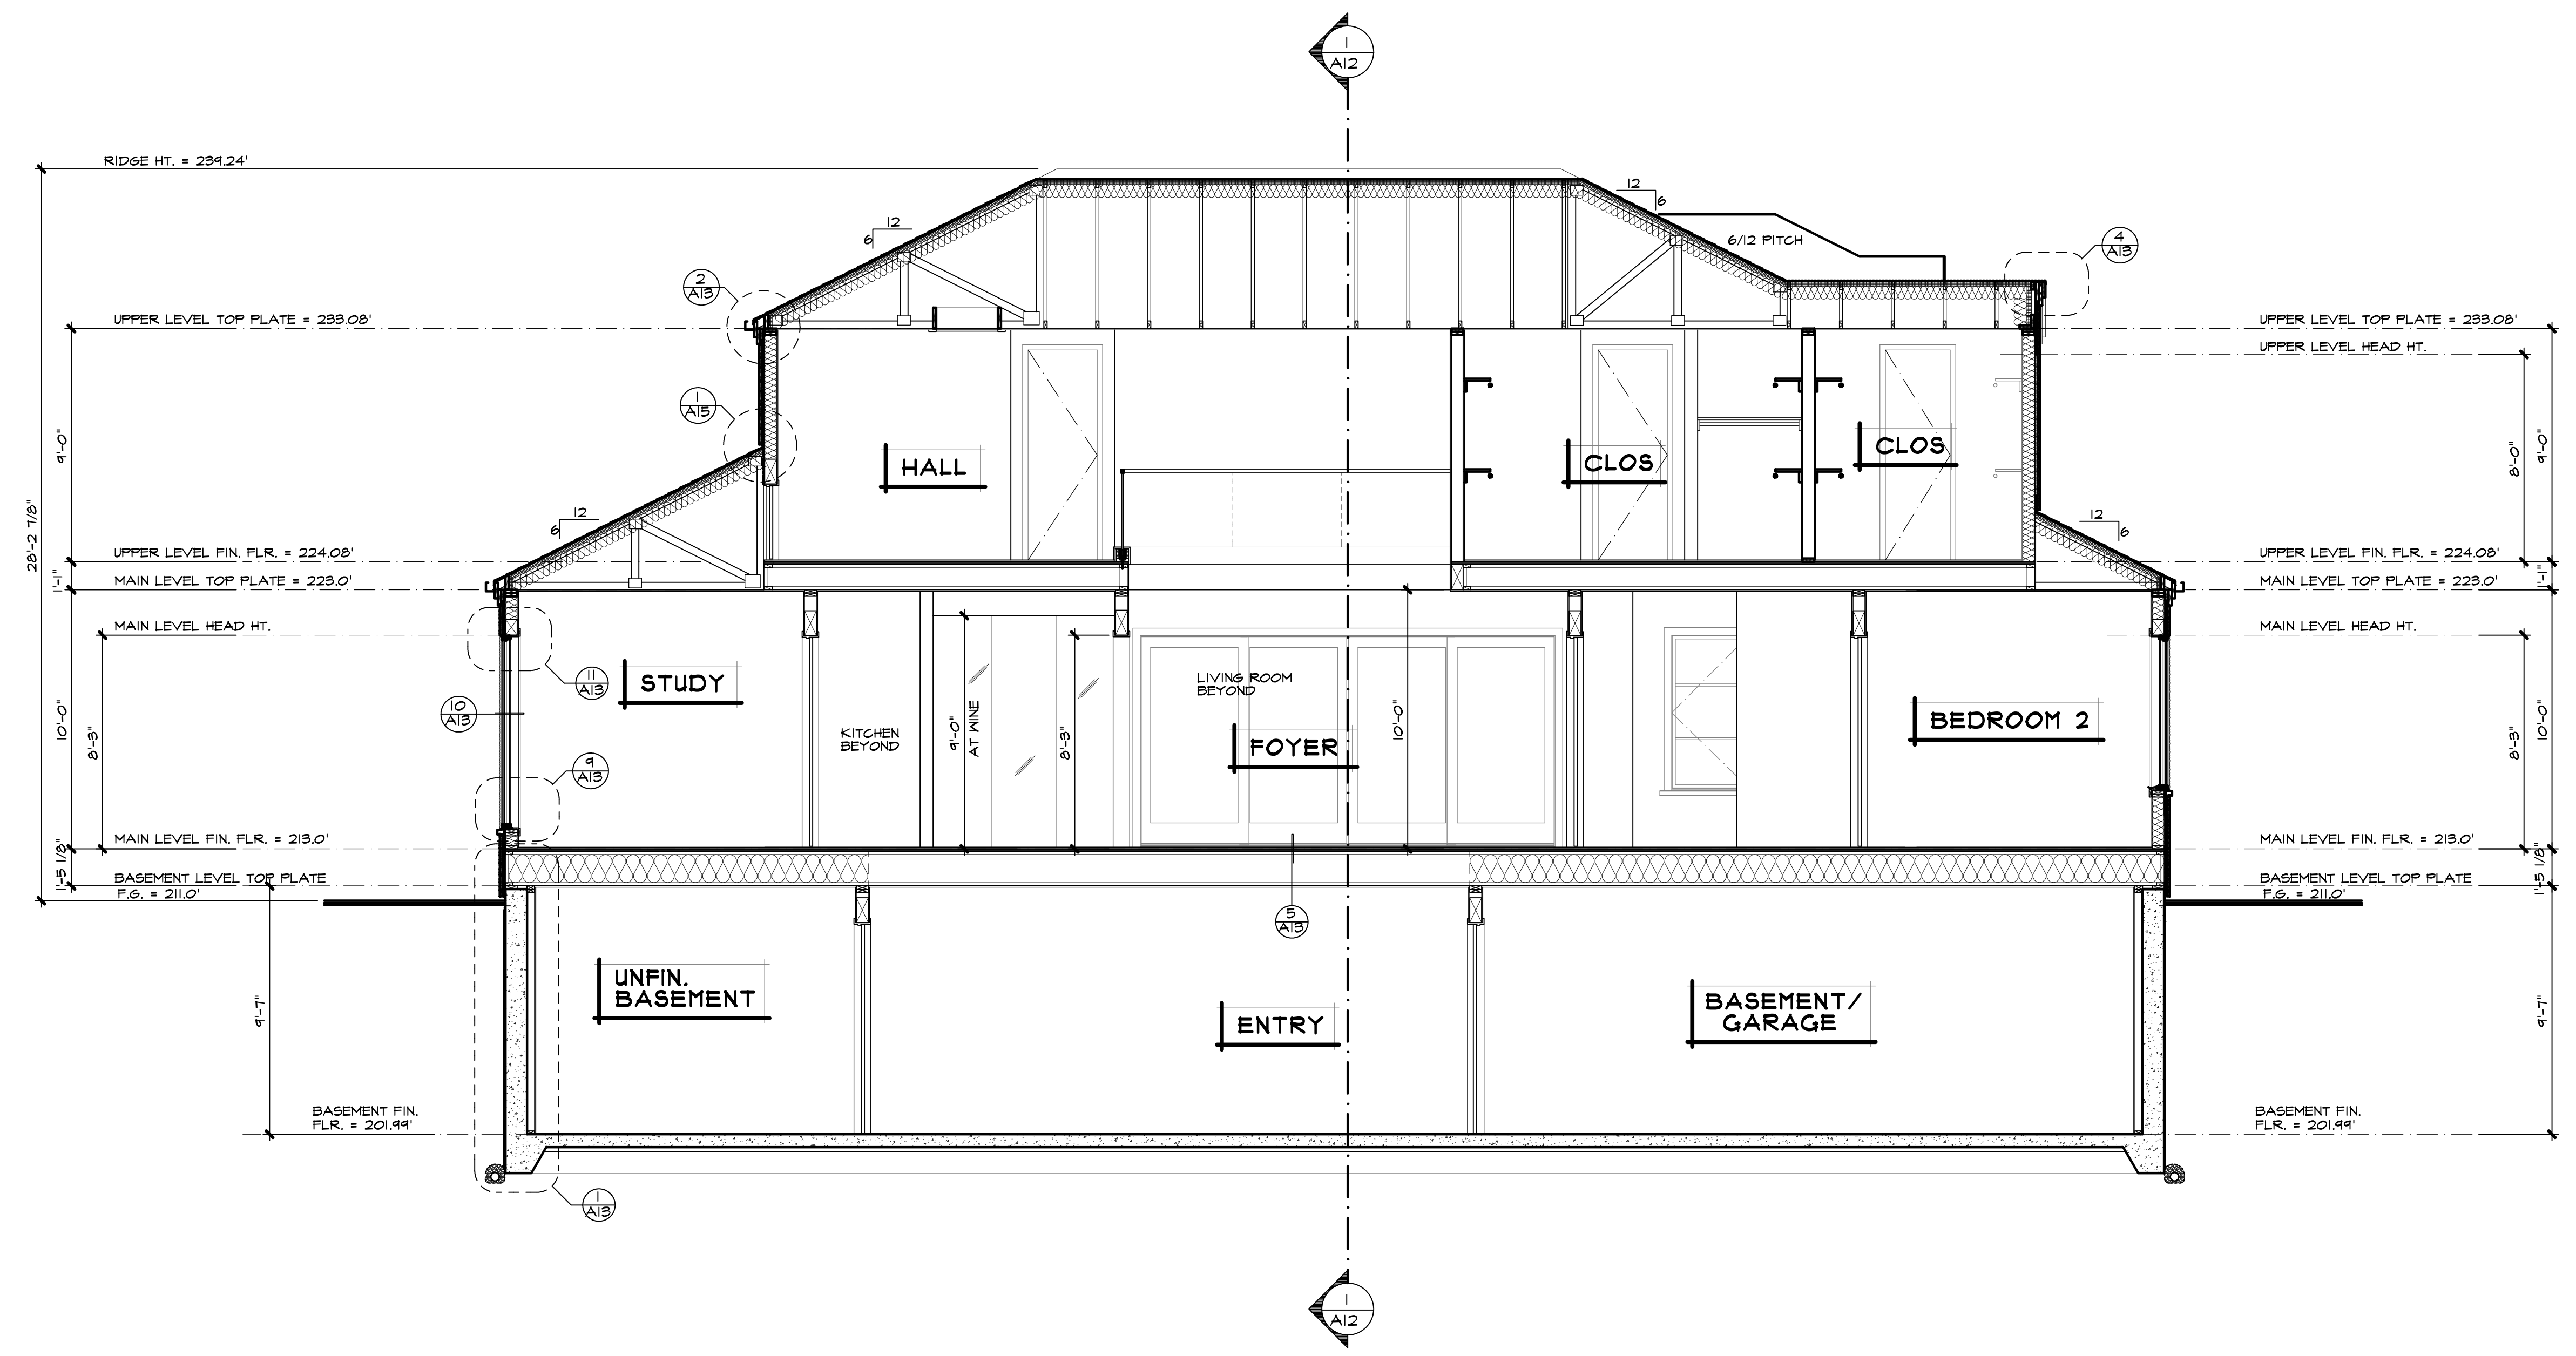 1
A12
RIDGE HT. = 239.24'
12
6
12
6
6/12 PITCH
4
A13
2
A13
UPPER LEVEL TOP PLATE = 233.08'
UPPER LEVEL TOP PLATE = 233.08'
UPPER LEVEL HEAD HT.
1
A15
9'-0"
HALL
CLOS
CLOS
8'-0"
9'-0"
28'-2 7/8"
12
6
12
6
UPPER LEVEL FIN. FLR. = 224.08'
UPPER LEVEL FIN. FLR. = 224.08'
1'-1"
MAIN LEVEL TOP PLATE = 223.0'
MAIN LEVEL TOP PLATE = 223.0'
1'-1"
MAIN LEVEL HEAD HT.
MAIN LEVEL HEAD HT.
11
A13
STUDY
LIVING ROOM
BEYOND
10
A13
10'-0"
8'-3"
KITCHEN
BEYOND
9'-0"
AT WINE
8'-3"
FOYER
10'-0"
BEDROOM 2
8'-3"
10'-0"
9
A13
MAIN LEVEL FIN. FLR. = 213.0'
MAIN LEVEL FIN. FLR. = 213.0'
1'-5 1/8"
BASEMENT LEVEL TOP PLATE
BASEMENT LEVEL TOP PLATE
1'-5 1/8"
F.G. = 211.0'
F.G. = 211.0'
5
A13
UNFIN.
BASEMENT
ENTRY
BASEMENT/
GARAGE
9'-7"
9'-7"
BASEMENT FIN.
FLR. = 201.99'
BASEMENT FIN.
FLR. = 201.99'
1
A13
1
A12